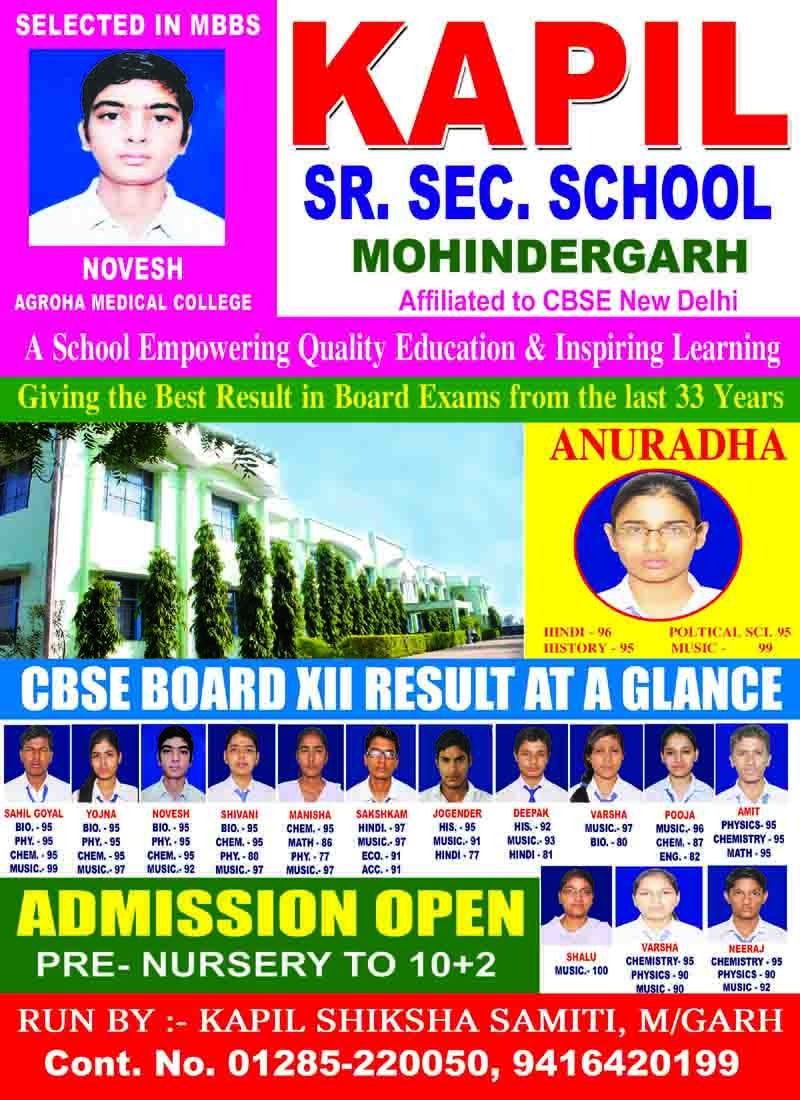 SELECTED IN MBBS
NOVESH
AGROHA MEDICAL COLLEGE
KAPIL
SR. SEC. SCHOOL
MOHINDERGARH
Affiliated to CBSE New Delhi
A School Empowering Quality Education & Inspiring Learning
Giving the Best Result in Board Exams from the last 33 Years
ANURADHA
HINDI - 96 POLTICAL SCI. 95
HISTORY - 95 MUSIC - 99
CBSE BOARD XII RESULT AT A GLANCE
SAHIL GOYAL
BIO. - 95
PHY. - 95
CHEM. - 95
MUSIC.- 99
YOJNA
BIO. - 95
PHY. - 95
CHEM. - 95
MUSIC.- 97
NOVESH
BIO. - 95
PHY. - 95
CHEM. - 95
MUSIC.- 92
SHIVANI
BIO. - 95
CHEM. - 95
PHY. - 80
MUSIC.- 97
MANISHA
CHEM. - 95
MATH - 86
PHY. - 77
MUSIC.- 97
SAKSHKAM
HINDI. - 97
MUSIC.- 97
ECO. - 91
ACC. - 91
JOGENDER
HIS. - 95
MUSIC.- 91
HINDI - 77
DEEPAK
HIS. - 92
MUSIC.- 93
HINDI - 81
VARSHA
MUSIC.- 97
BIO. - 80
POOJA
MUSIC.- 96
CHEM. - 87
ENG. - 82
AMIT
PHYSICS- 95
CHEMISTRY - 95
MATH - 95
SHALU
MUSIC.- 100
VARSHA
CHEMISTRY- 95
PHYSICS - 90
MUSIC - 90
NEERAJ
CHEMISTRY - 95
PHYSICS - 90
MUSIC - 92
ADMISSION OPEN
PRE- NURSERY TO 10+2
RUN BY :- KAPIL SHIKSHA SAMITI, M/GARH
Cont. No. 01285-220050, 9416420199